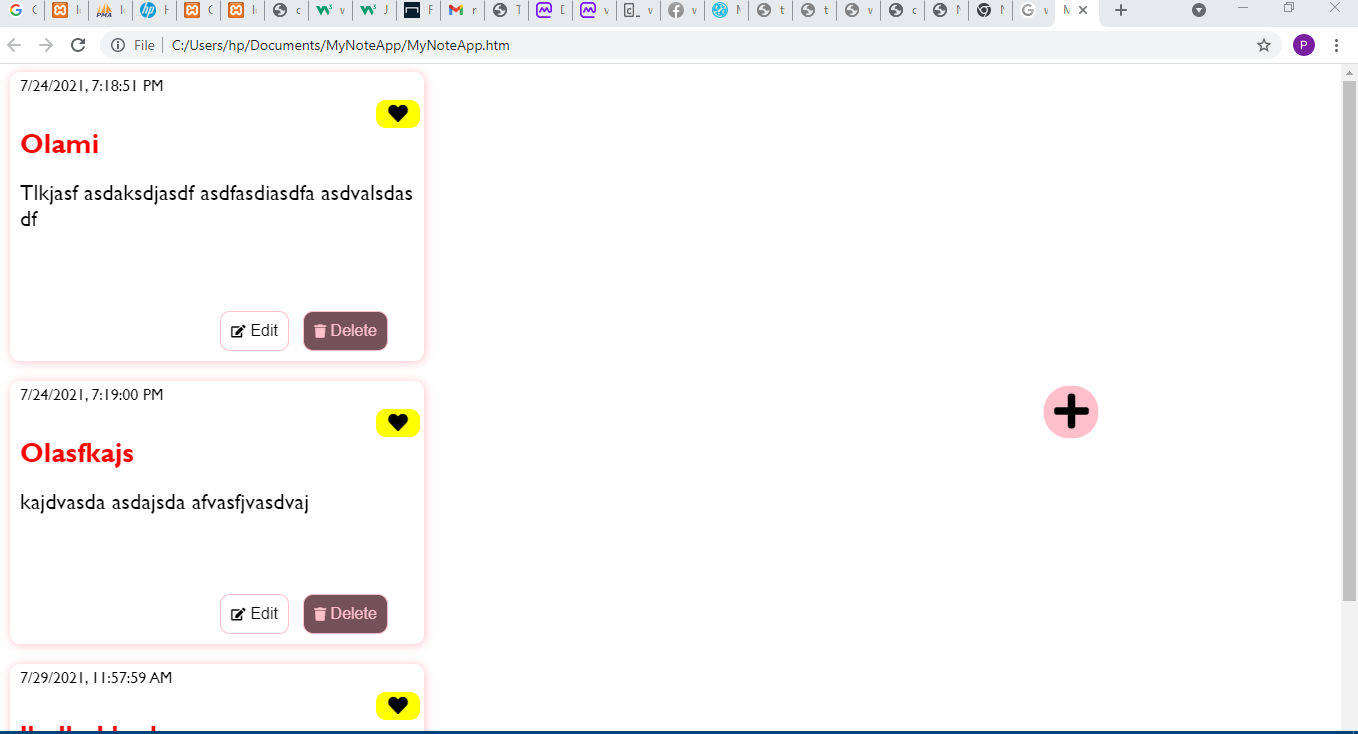 File
C:/Users/hp/Documents/MyNoteApp/MyNoteApp.htm
P
7/24/2021, 7:18:51 PM
Olami
Tlkjasf asdaksdjasdf asdfasdiasdfa asdvalsdas
df
Edit
Delete
7/24/2021, 7:19:00 PM
Olasfkajs
kajdvasda asdajsda afvasfjvasdvaj
Edit
Delete
7/29/2021, 11:57:59 AM